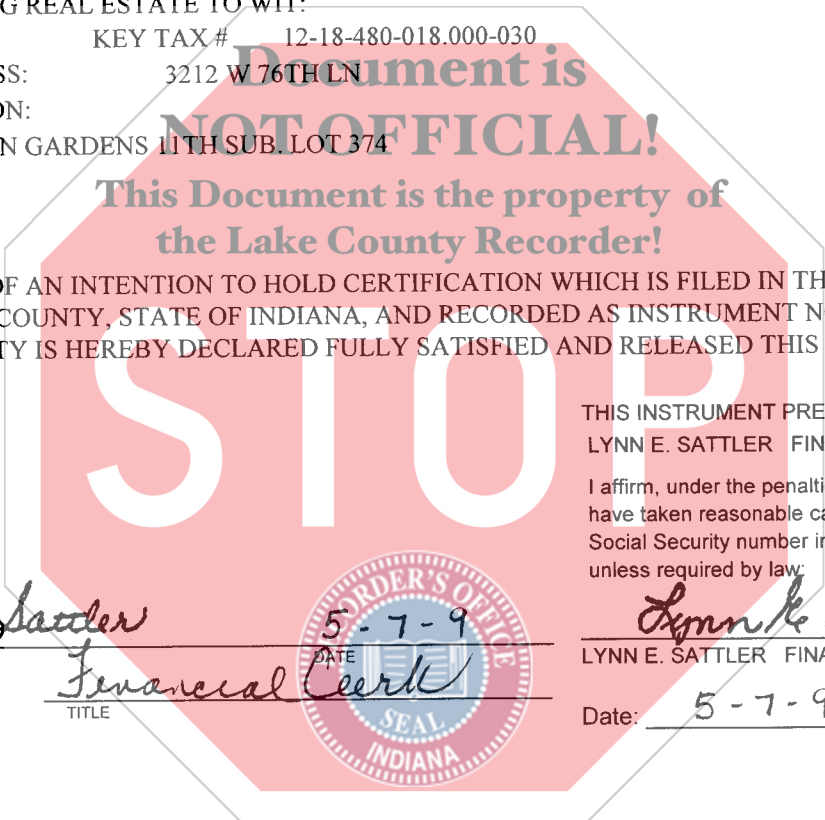 G REAL ESTATE TO WIT:
KEY TAX # 12-18-480-018.000-030
SS: 3212 W 76TH LN
ON:
N GARDENS 11TH SUB. LOT 374
Document is
NOT OFFICIAL!
This Document is the property of
the Lake County Recorder!
OF AN INTENTION TO HOLD CERTIFICATION WHICH IS FILED IN TH
COUNTY, STATE OF INDIANA, AND RECORDED AS INSTRUMENT N
TY IS HEREBY DECLARED FULLY SATISFIED AND RELEASED THIS
STOP
THIS INSTRUMENT PRE
LYNN E. SATTLER FIN
I affirm, under the penalti
have taken reasonable ca
Social Security number in
unless required by law:
Sattler 5-7-9
DATE
Financial Clerk
TITLE
Lynn E
LYNN E. SATTLER FINA
Date: 5-7-9
RECORDER'S OFFICE
SEAL
INDIANA